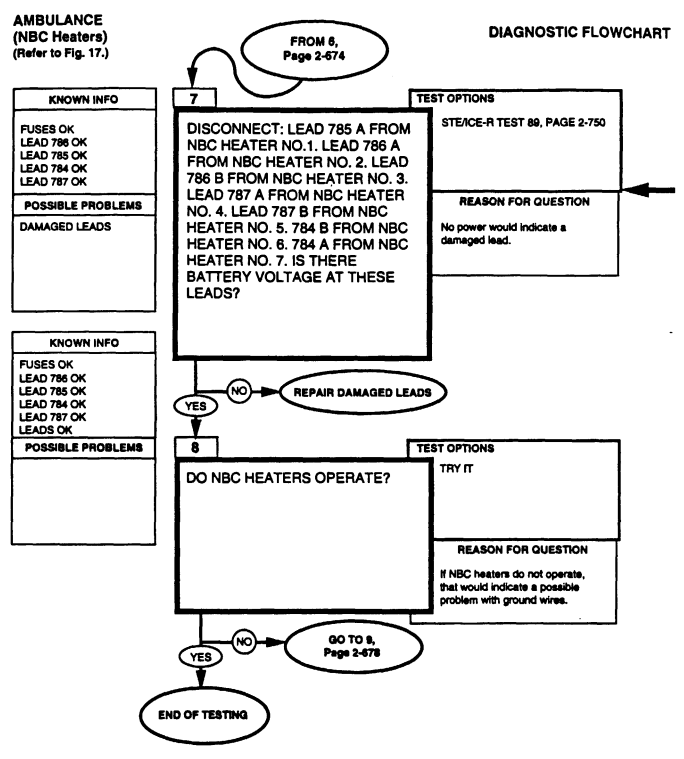 AMBULANCE
(NBC Heaters)
(Refer to Fig. 17.)
DIAGNOSTIC FLOWCHART
FROM 6,
Page 2-674
KNOWN INFO
FUSES OK
LEAD 786 OK
LEAD 785 OK
LEAD 784 OK
LEAD 787 OK
POSSIBLE PROBLEMS
DAMAGED LEADS
7
DISCONNECT: LEAD 785 A FROM
NBC HEATER NO.1. LEAD 786 A
FROM NBC HEATER NO. 2. LEAD
786 B FROM NBC HEATER NO. 3.
LEAD 787 A FROM NBC HEATER
NO. 4. LEAD 787 B FROM NBC
HEATER NO. 5. 784 B FROM NBC
HEATER NO. 6. 784 A FROM NBC
HEATER NO. 7. IS THERE
BATTERY VOLTAGE AT THESE
LEADS?
TEST OPTIONS
STE/ICE-R TEST 89, PAGE 2-750
REASON FOR QUESTION
No power would indicate a
damaged lead.
NO
REPAIR DAMAGED LEADS
YES
KNOWN INFO
FUSES OK
LEAD 786 OK
LEAD 785 OK
LEAD 784 OK
LEAD 787 OK
LEADS OK
POSSIBLE PROBLEMS
8
DO NBC HEATERS OPERATE?
TEST OPTIONS
TRY IT
REASON FOR QUESTION
If NBC heaters do not operate,
that would indicate a possible
problem with ground wires.
NO
GO TO 9,
Page 2-678
YES
END OF TESTING